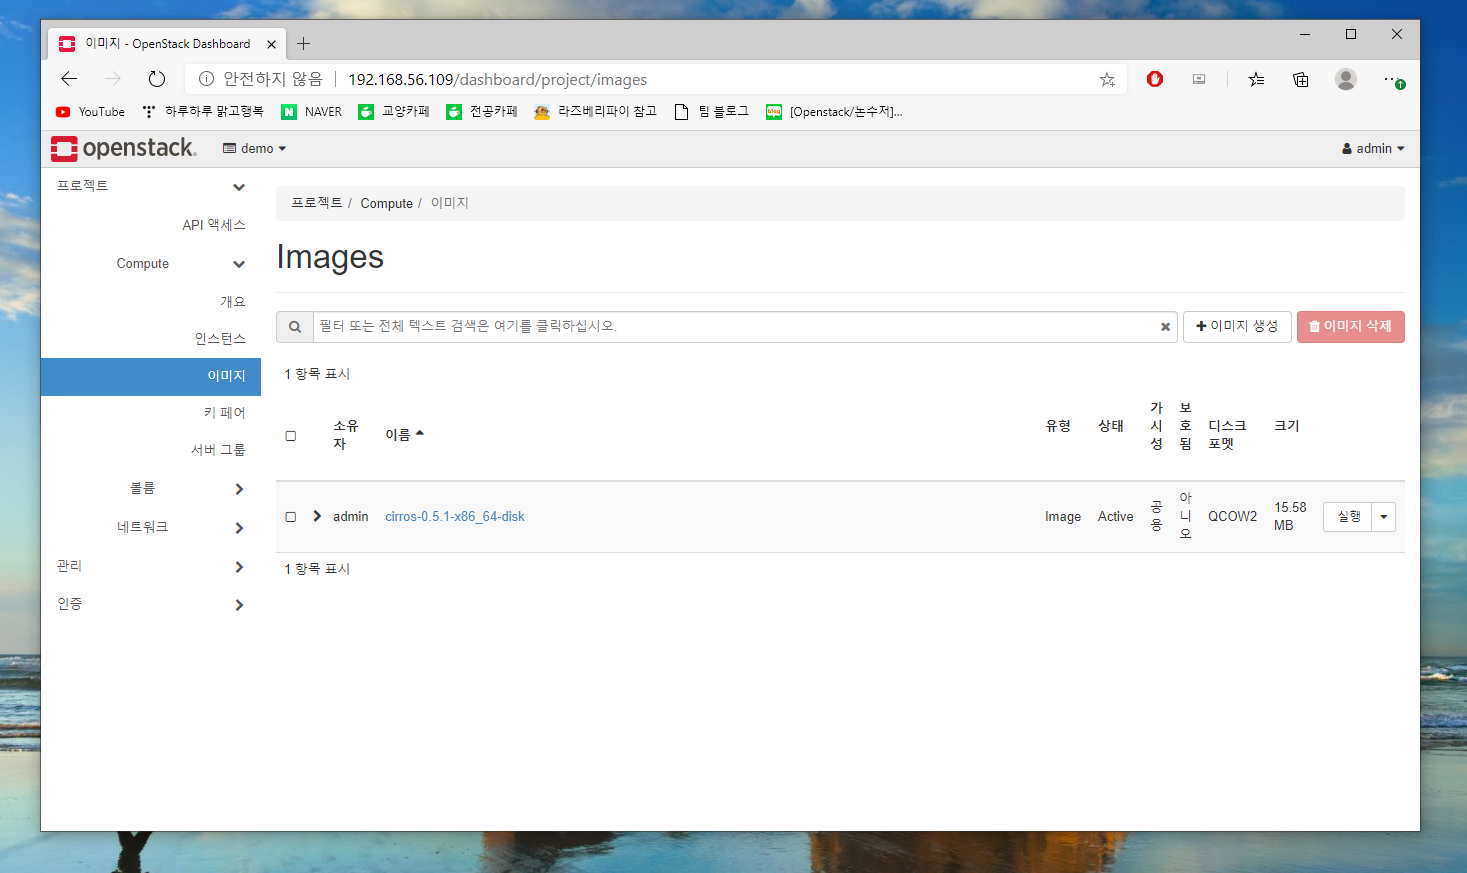 이미지 - OpenStack Dashboard
안전하지 않음 192.168.56.109/dashboard/project/images
YouTube 하루하루 맑고행복 NAVER 교양카페 전공카페 라즈베리파이 참고 팀 블로그 [Openstack/논수저]...
openstack. demo admin
프로젝트
API 액세스
Compute
개요
인스턴스
이미지
키 페어
서버 그룹
볼륨
네트워크
관리
인증
프로젝트 / Compute / 이미지
Images
필터 또는 전체 텍스트 검색은 여기를 클릭하십시오. 이미지 생성 이미지 삭제
1 항목 표시
소유자 이름 유형 상태 가시성 보호됨 디스크 포멧 크기
admin cirros-0.5.1-x86_64-disk Image Active 공용 아니오 QCOW2 15.58 MB 실행
1 항목 표시